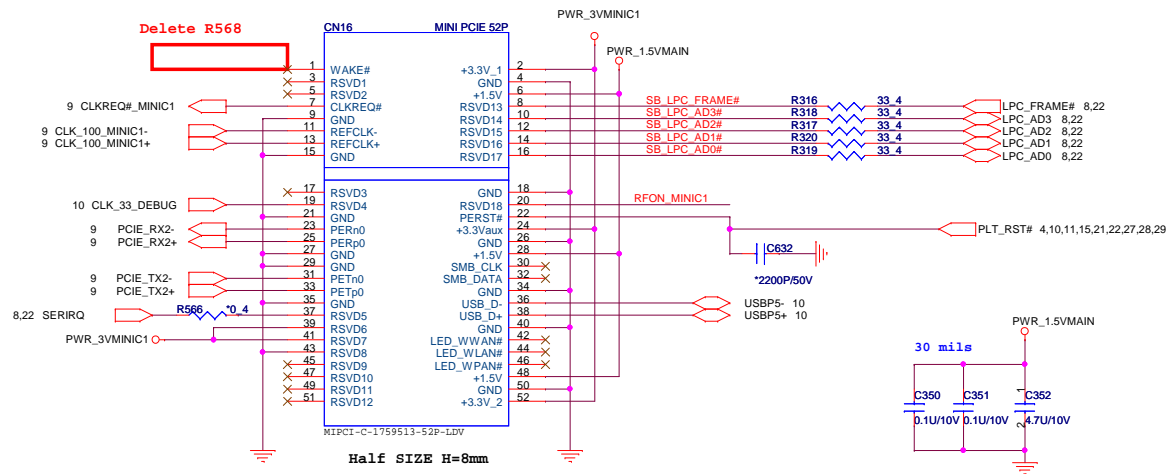 PWR_3VMINIC1
Delete R568
CN16 MINI PCIE 52P
PWR_1.5VMAIN
1 WAKE# +3.3V_1 2
3 RSVD1 GND 4
5 RSVD2 +1.5V 6
9 CLKREQ#_MINIC1 7 CLKREQ# RSVD13 8 SB_LPC_FRAME# R316 33_4 LPC_FRAME# 8,22
9 GND RSVD14 10 SB_LPC_AD3# R318 33_4 LPC_AD3 8,22
9 CLK_100_MINIC1- 11 REFCLK- RSVD15 12 SB_LPC_AD2# R317 33_4 LPC_AD2 8,22
9 CLK_100_MINIC1+ 13 REFCLK+ RSVD16 14 SB_LPC_AD1# R320 33_4 LPC_AD1 8,22
15 GND RSVD17 16 SB_LPC_AD0# R319 33_4 LPC_AD0 8,22
17 RSVD3 GND 18
10 CLK_33_DEBUG 19 RSVD4 RSVD18 20 RFON_MINIC1
21 GND PERST# 22
9 PCIE_RX2- 23 PERn0 +3.3Vaux 24 PLT_RST# 4,10,11,15,21,22,27,28,29
9 PCIE_RX2+ 25 PERp0 GND 26
27 GND +1.5V 28 C632
29 GND SMB_CLK 30
9 PCIE_TX2- 31 PETn0 SMB_DATA 32 *2200P/50V
9 PCIE_TX2+ 33 PETp0 GND 34
35 GND USB_D- 36 USBP5- 10
8,22 SERIRQ R566 *0_4 37 RSVD5 USB_D+ 38 USBP5+ 10
39 RSVD6 GND 40
PWR_3VMINIC1 41 RSVD7 LED_WWAN# 42
43 RSVD8 LED_WLAN# 44
45 RSVD9 LED_WPAN# 46
47 RSVD10 +1.5V 48
49 RSVD11 GND 50
51 RSVD12 +3.3V_2 52
MIPCI-C-1759513-52P-LDV
Half SIZE H=8mm
PWR_1.5VMAIN
30 mils
1
C350 C351 C352
0.1U/10V 0.1U/10V 4.7U/10V
2